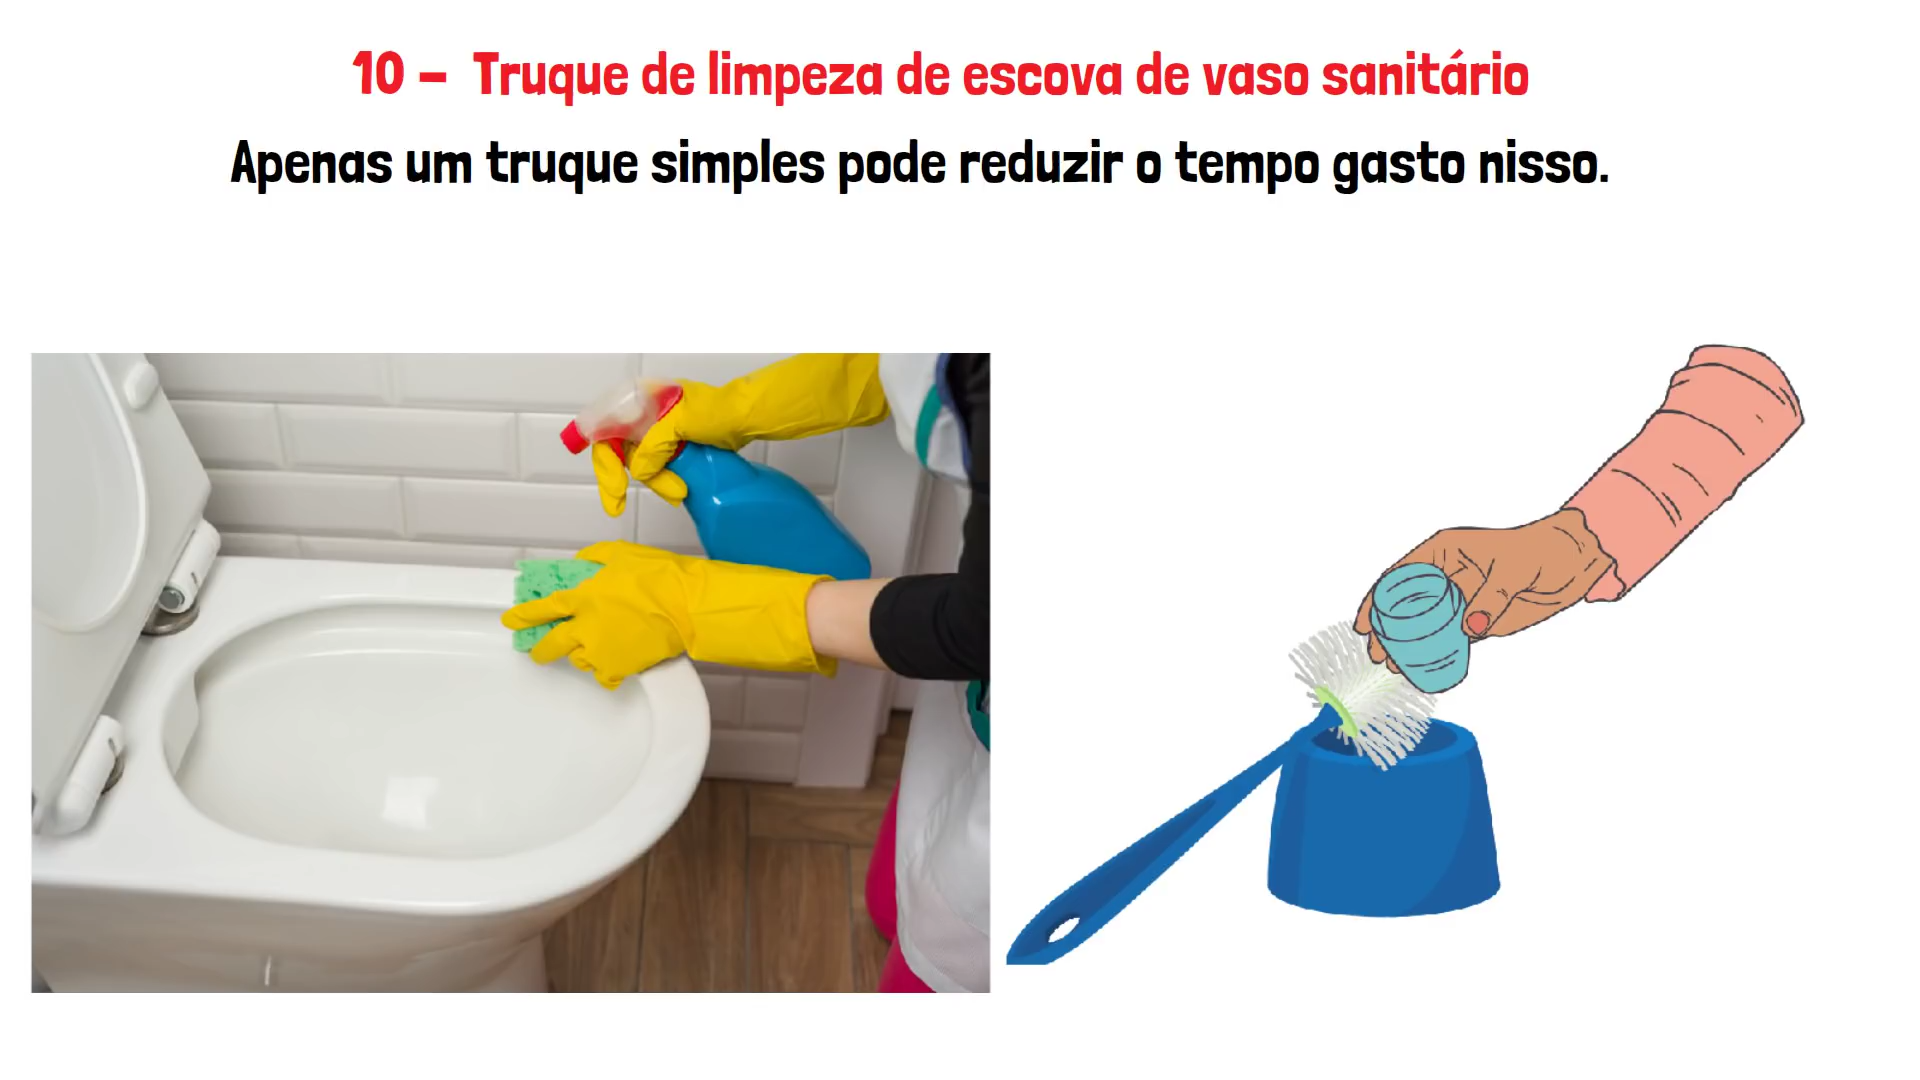 10 - Truque de limpeza de escova de vaso sanitário
Apenas um truque simples pode reduzir o tempo gasto nisso.